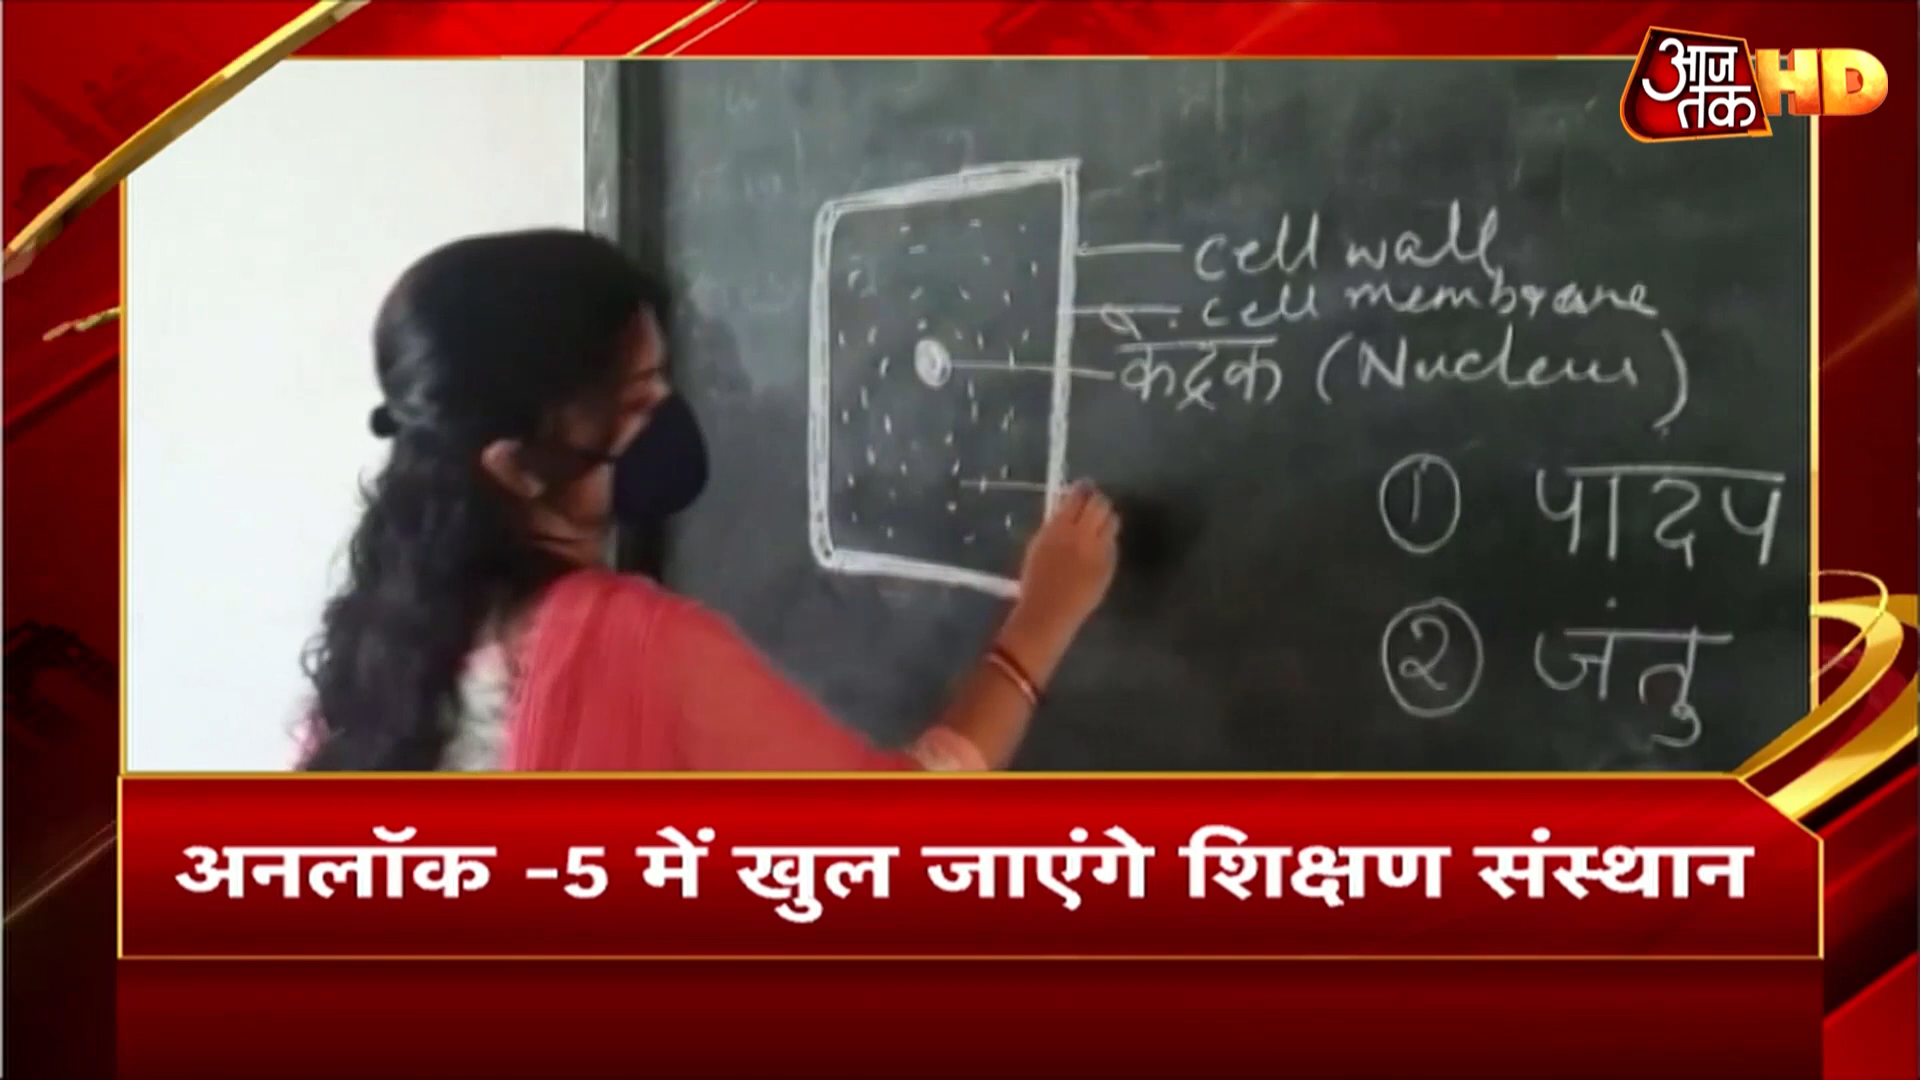 आज तक HD
cell wall
cell membrane
केंद्रक (Nucleus)
① पादप
② जंतु
अनलॉक -5 में खुल जाएंगे शिक्षण संस्थान